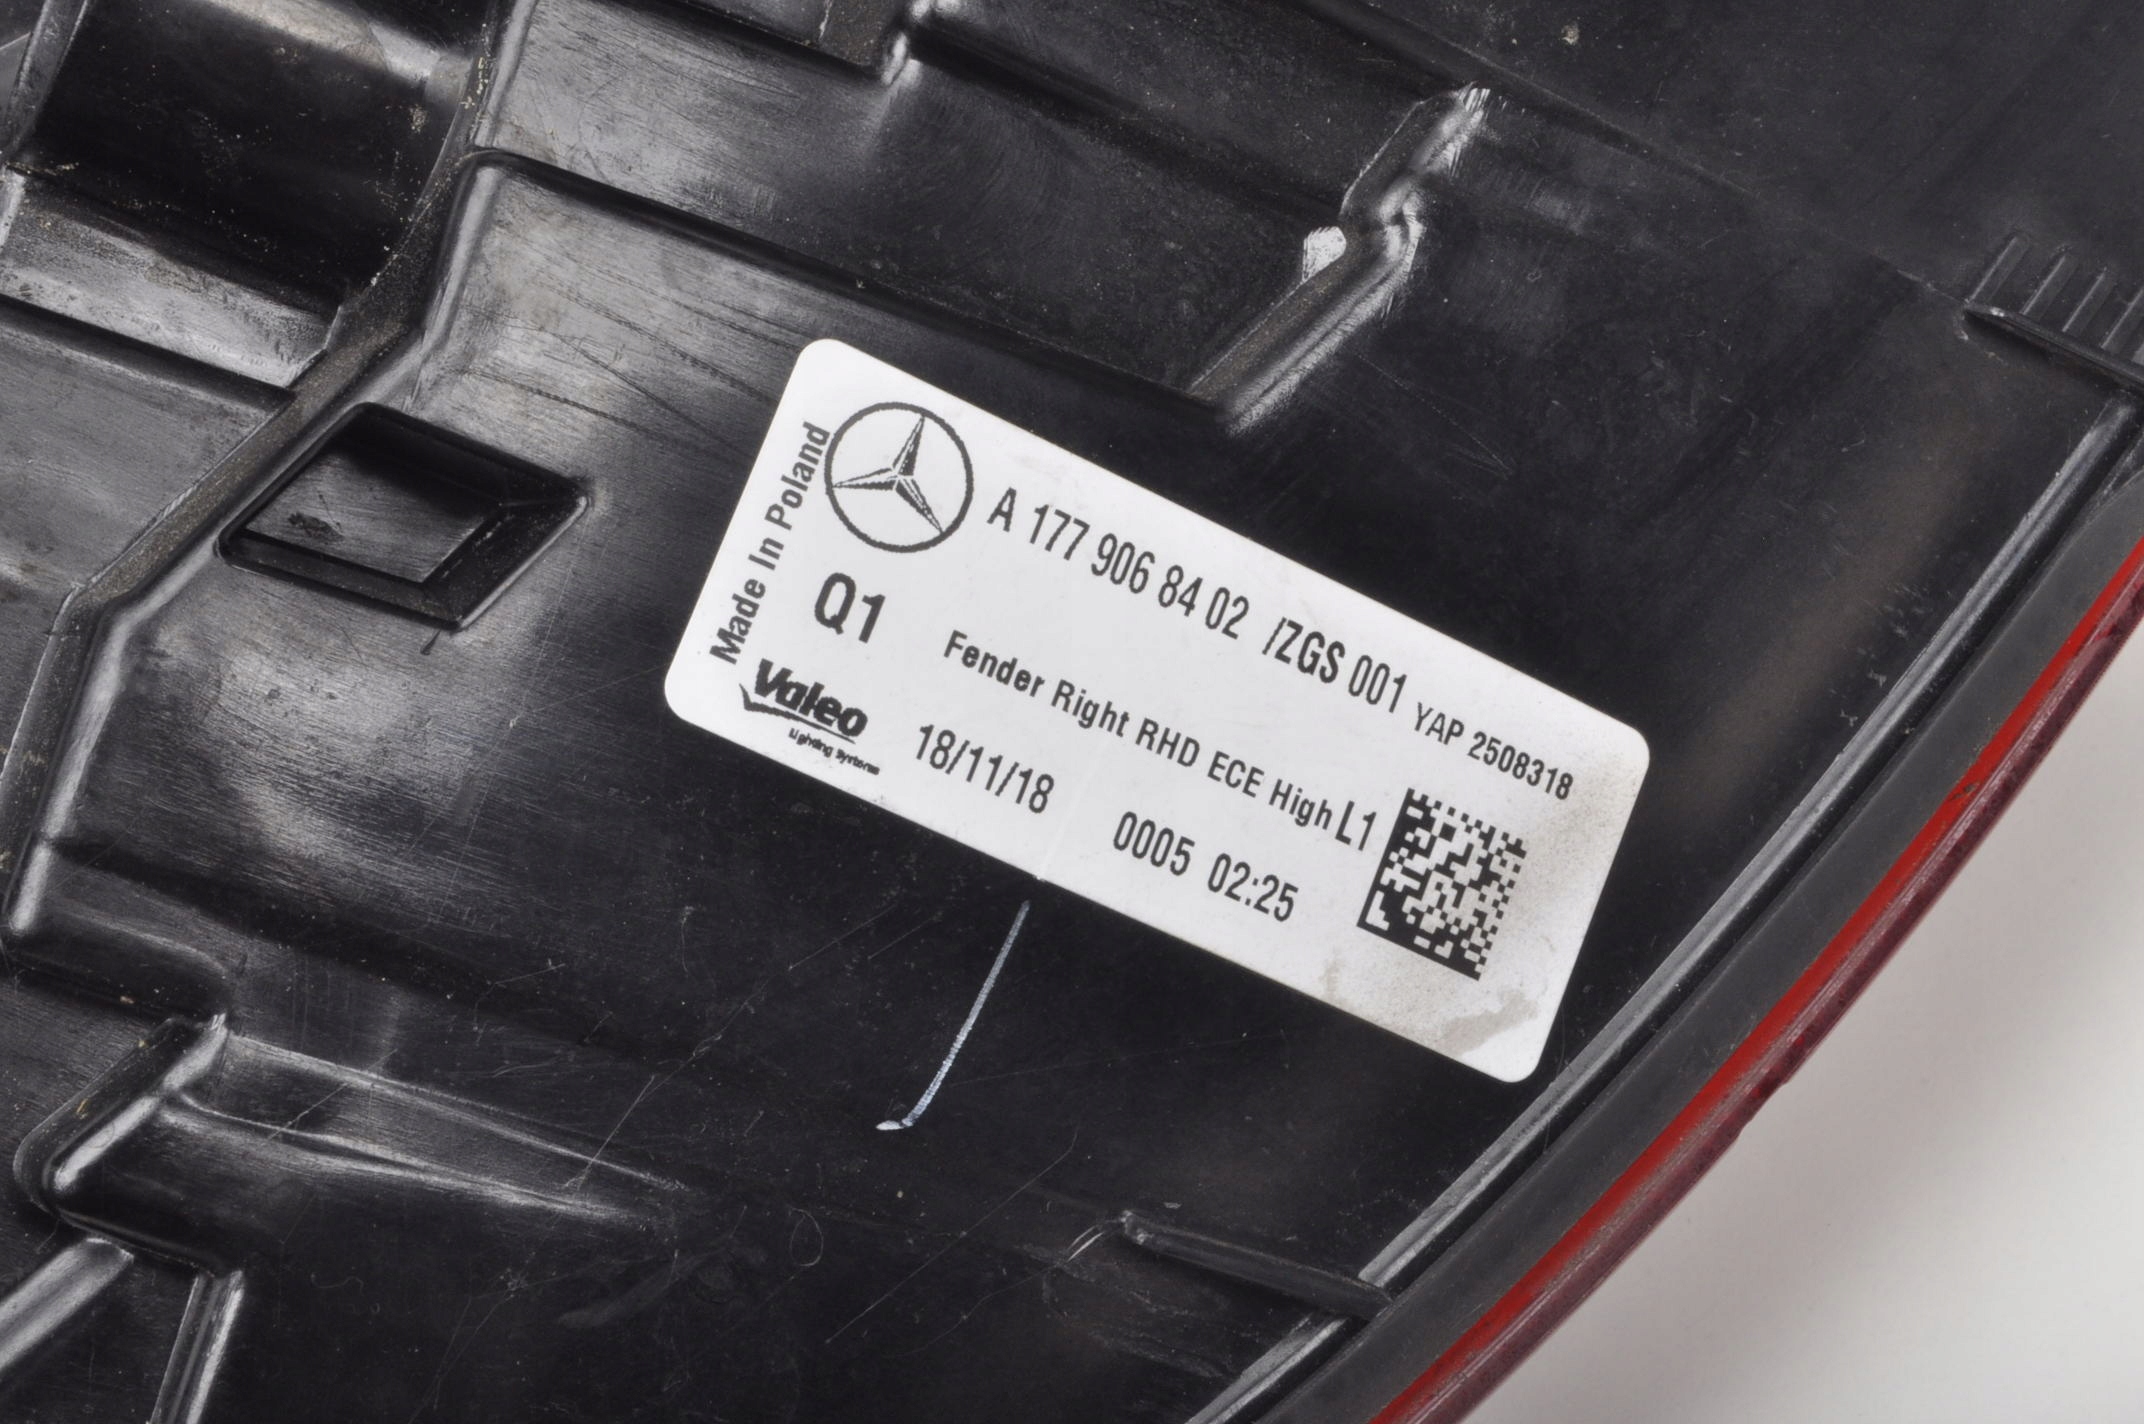 Made In Poland
A 177 906 84 02 /ZGS 001 YAP 2508318
Q1
Fender Right RHD ECE High L1
Valeo
Lighting Systems
18/11/18 0005 02:25